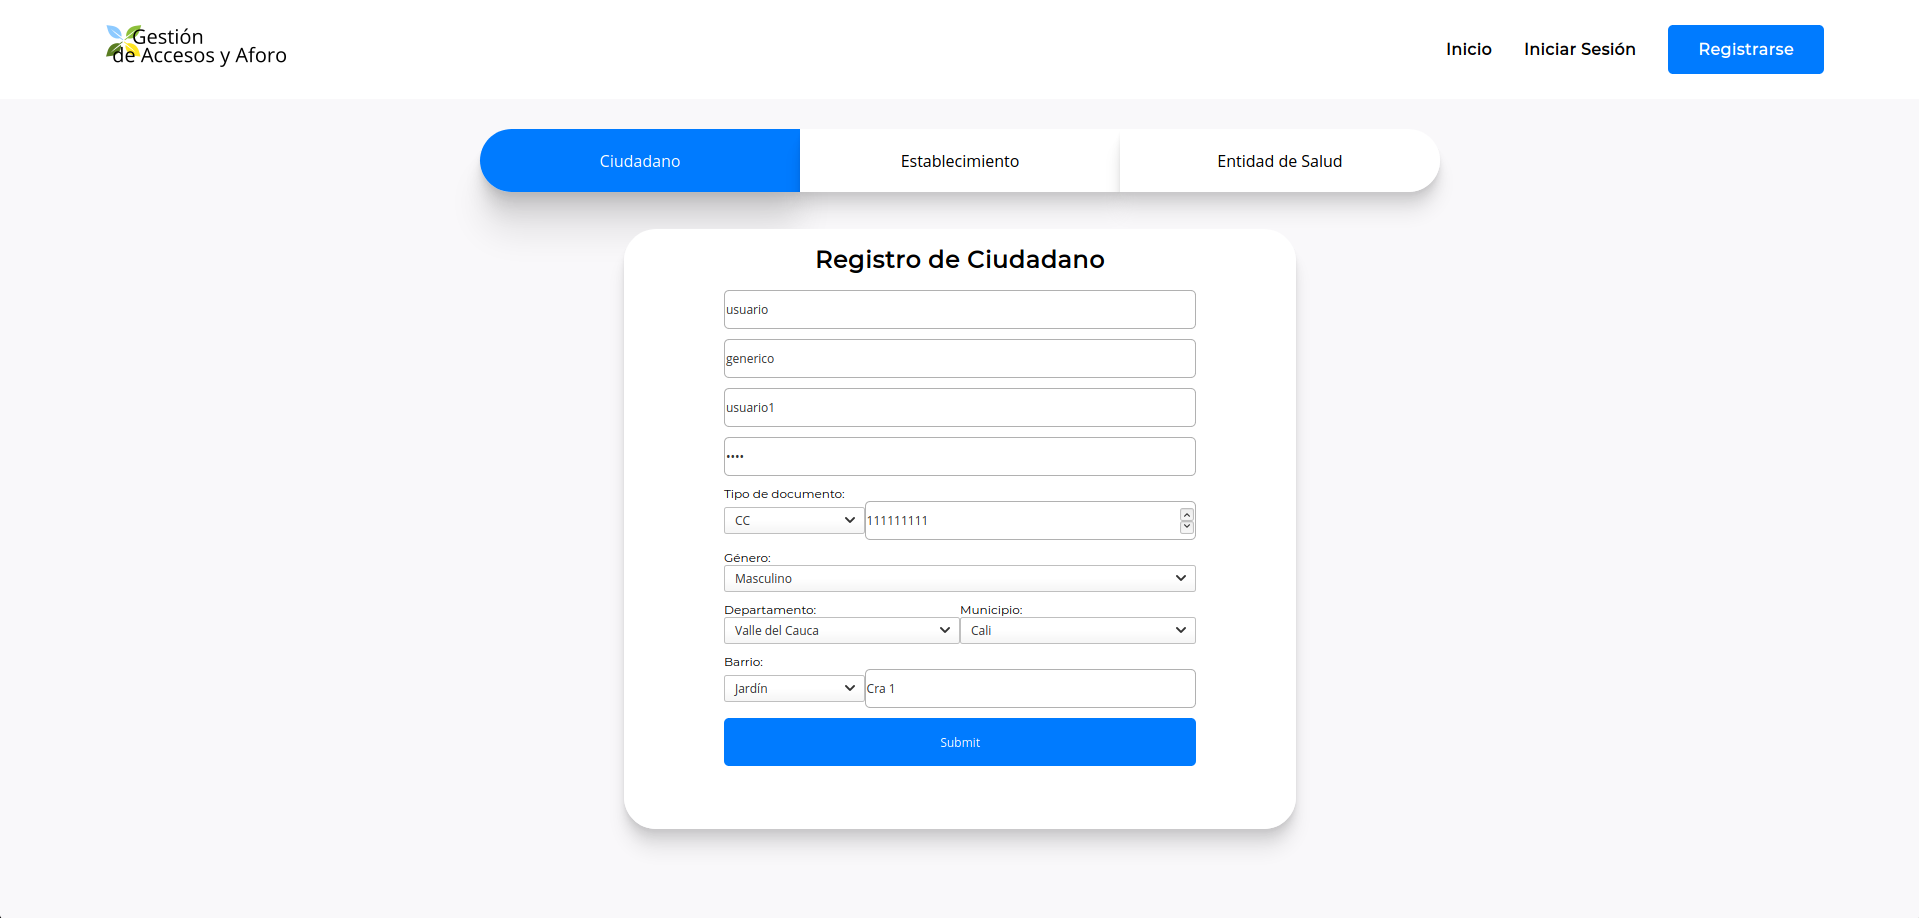 Gestión
de Accesos y Aforo
Inicio
Iniciar Sesión
Registrarse
Ciudadano
Establecimiento
Entidad de Salud
Registro de Ciudadano
usuario
generico
usuario1
••••
Tipo de documento:
CC
111111111
Género:
Masculino
Departamento:
Municipio:
Valle del Cauca
Cali
Barrio:
Jardín
Cra 1
Submit